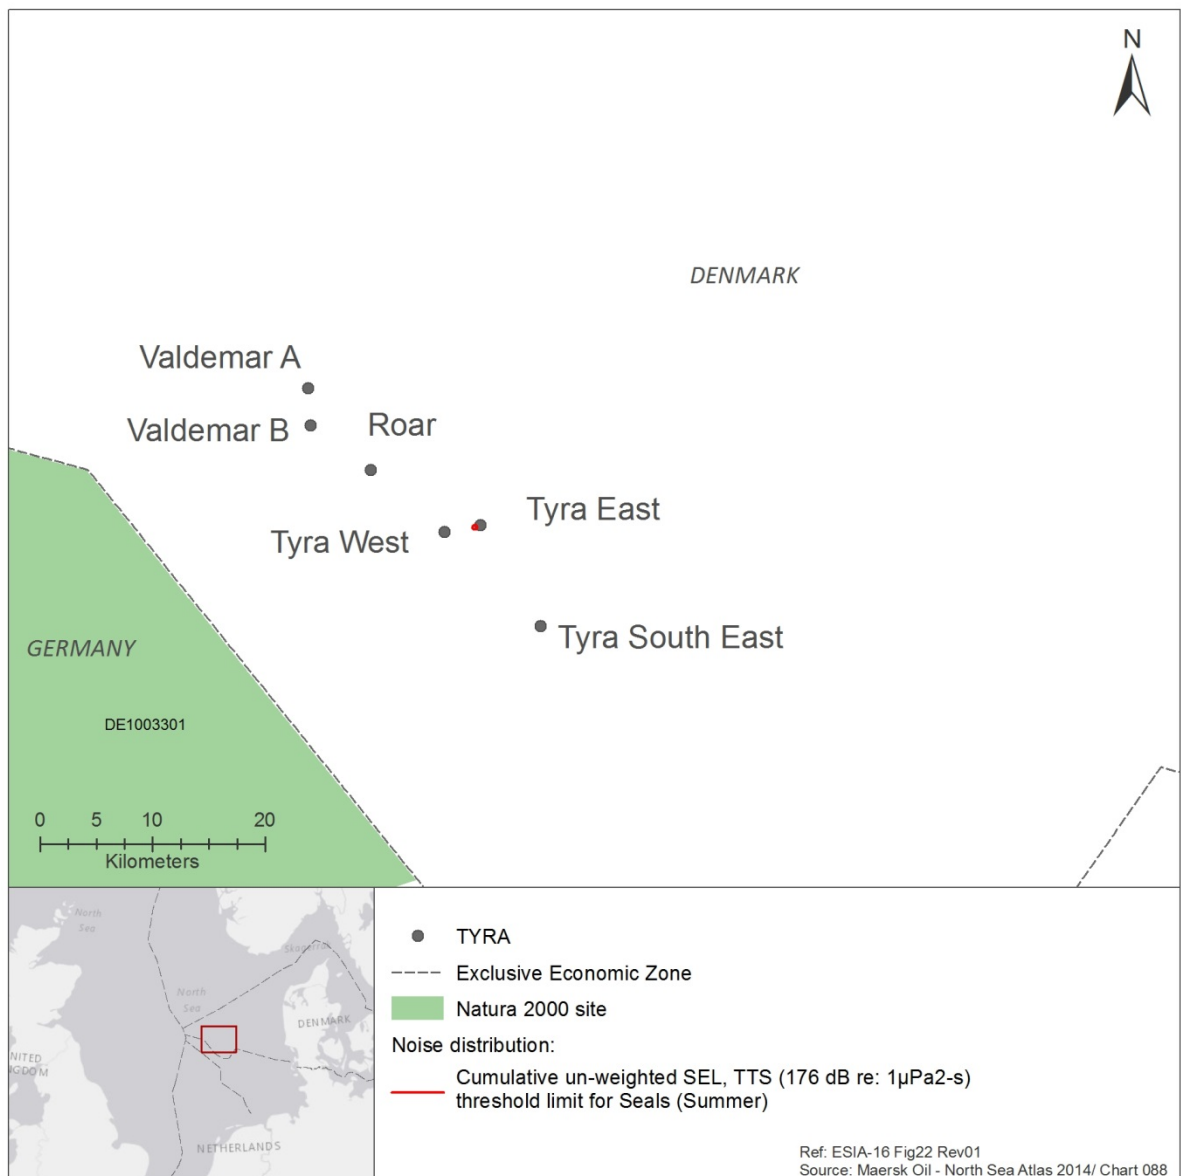 N
DENMARK
Valdemar A
Valdemar B
Roar
Tyra East
Tyra West
Tyra South East
GERMANY
DE1003301
0 5 10 20
Kilometers
North
Sea
Skagerrak
North
Sea
DENMARK
UNITED
KINGDOM
NETHERLANDS
TYRA
Exclusive Economic Zone
Natura 2000 site
Noise distribution:
Cumulative un-weighted SEL, TTS (176 dB re: 1µPa2-s)
threshold limit for Seals (Summer)
Ref: ESIA-16 Fig22 Rev01
Source: Maersk Oil - North Sea Atlas 2014/ Chart 088